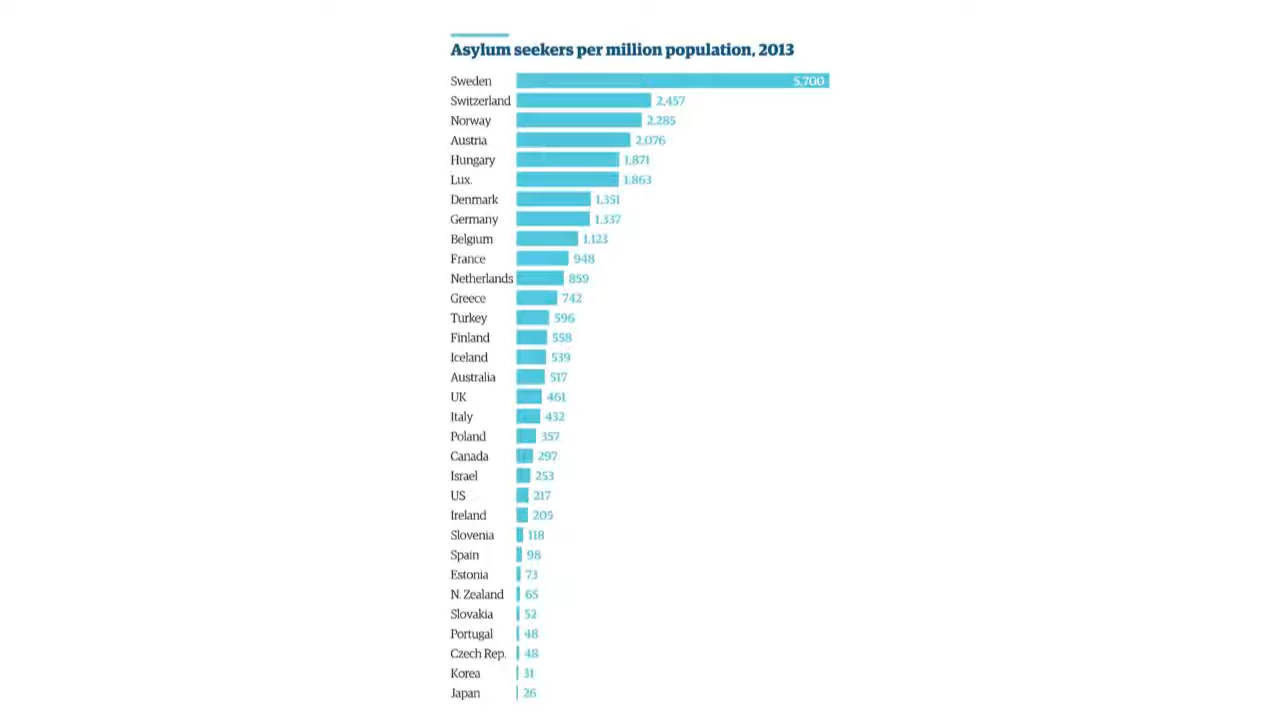 Asylum seekers per million population, 2013
Sweden 5,700
Switzerland 2,457
Norway 2,285
Austria 2,076
Hungary 1,871
Lux. 1,863
Denmark 1,351
Germany 1,337
Belgium 1,123
France 948
Netherlands 859
Greece 742
Turkey 596
Finland 558
Iceland 539
Australia 517
UK 461
Italy 432
Poland 357
Canada 297
Israel 253
US 217
Ireland 205
Slovenia 118
Spain 98
Estonia 73
N. Zealand 65
Slovakia 52
Portugal 48
Czech Rep. 48
Korea 31
Japan 26